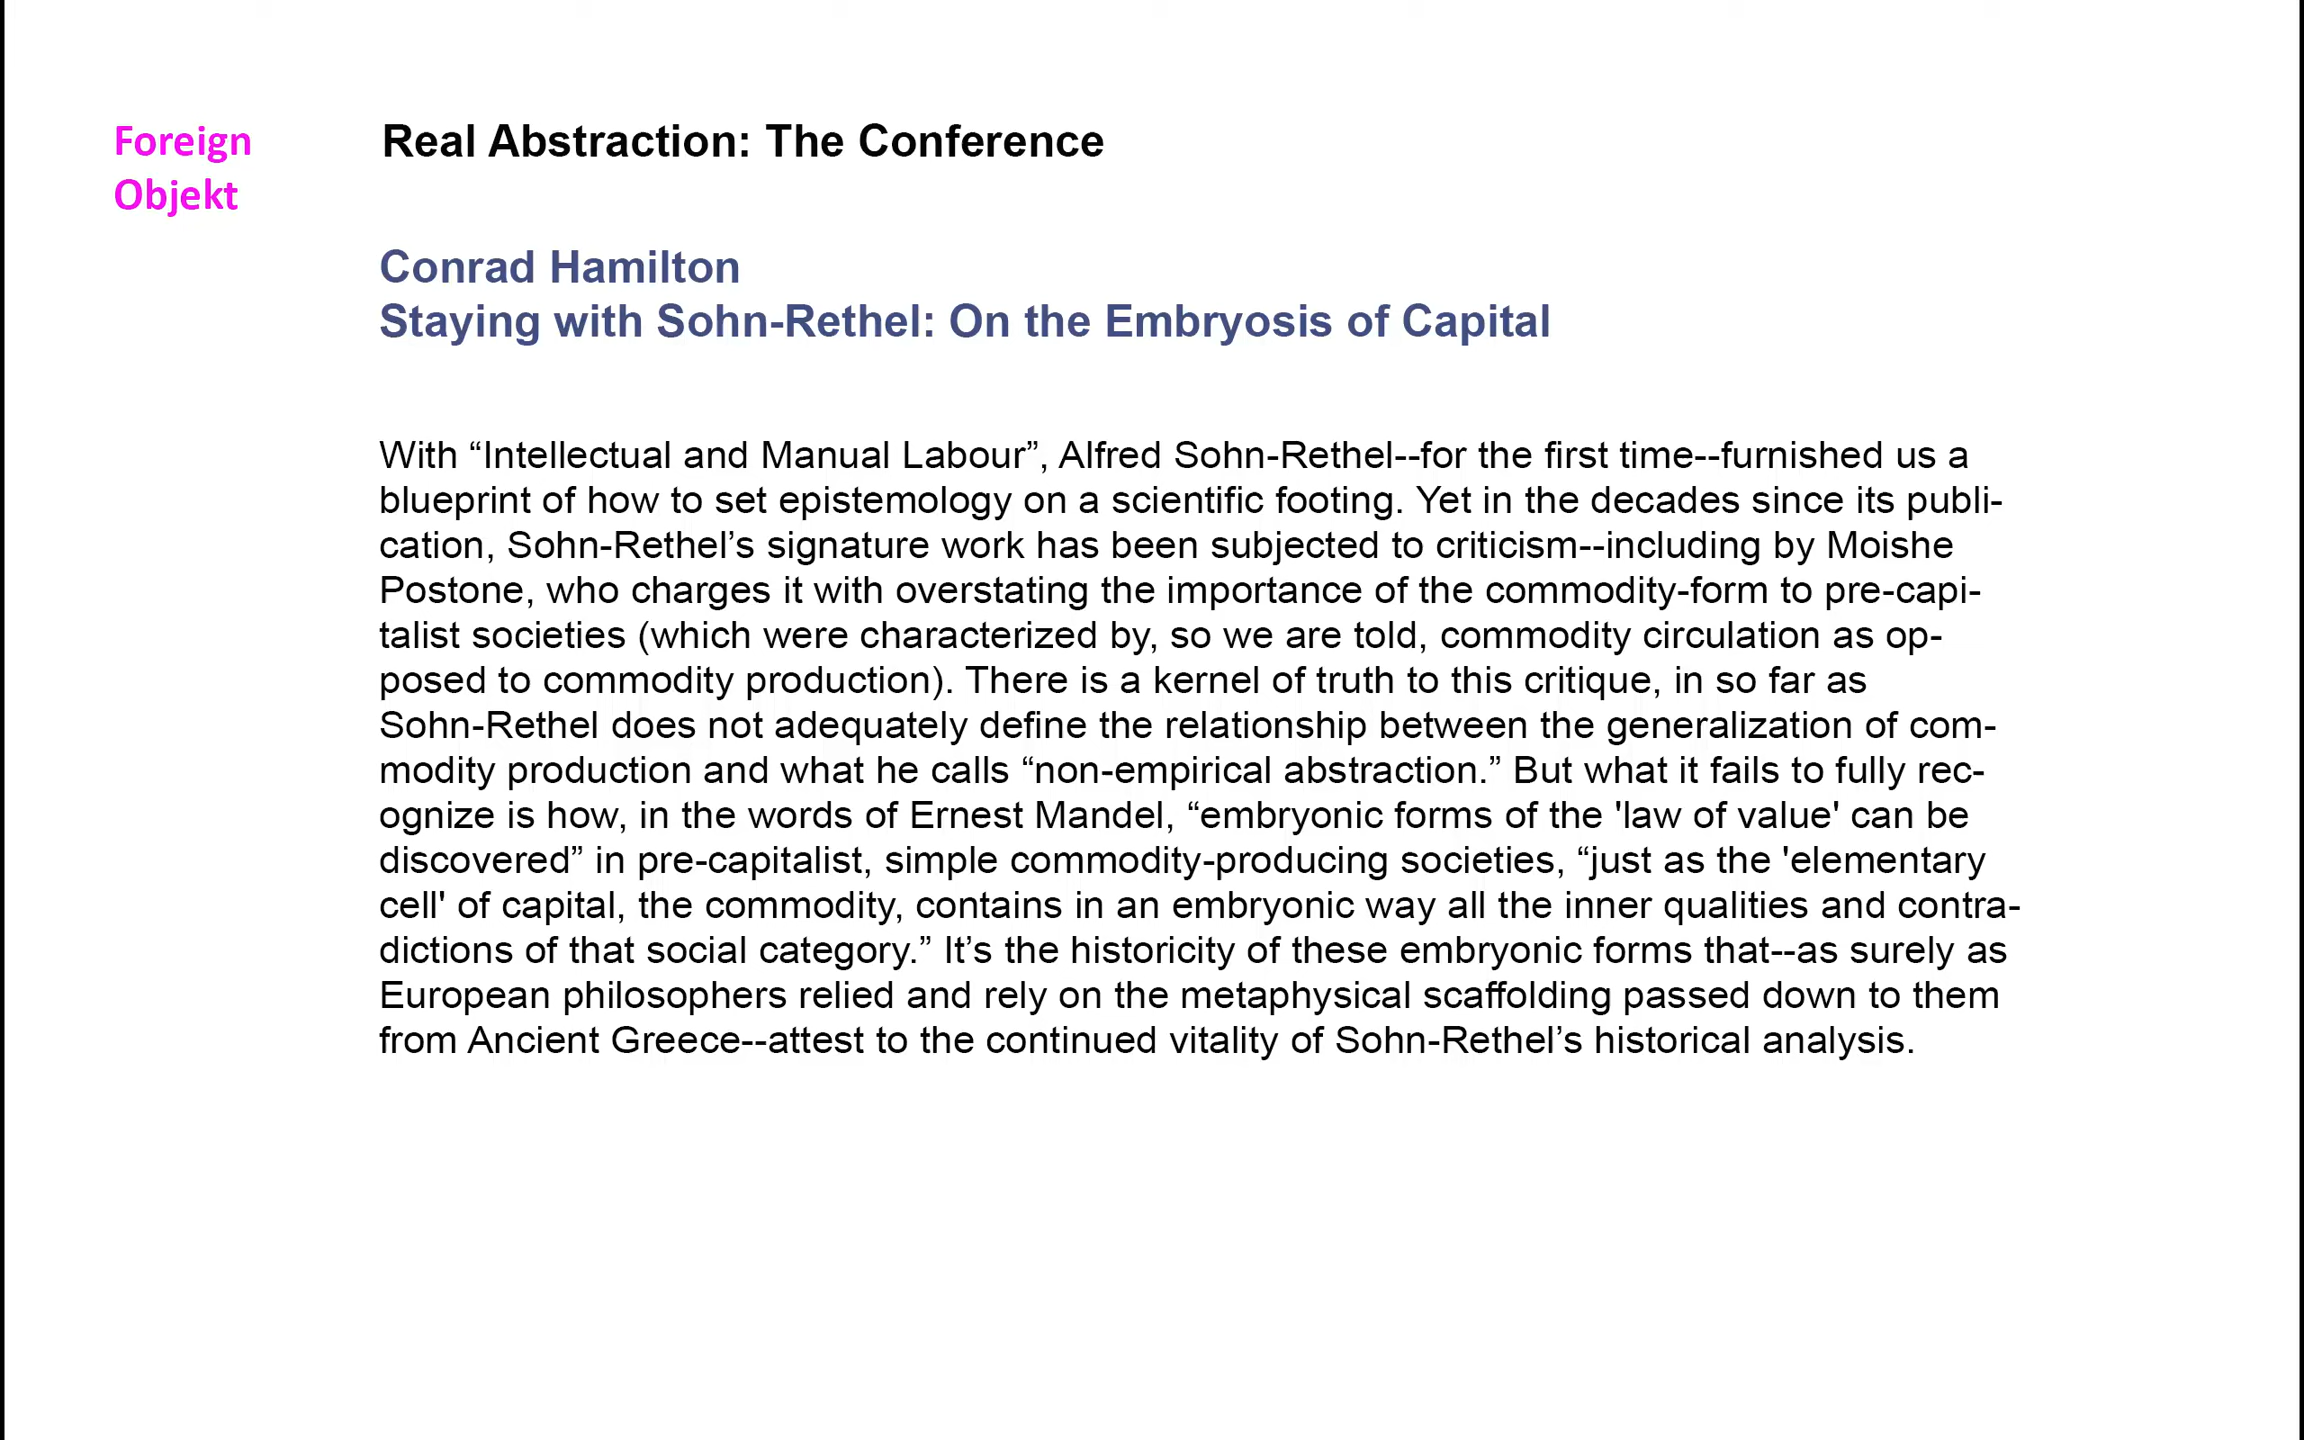 Foreign
Objekt
Real Abstraction: The Conference
Conrad Hamilton
Staying with Sohn-Rethel: On the Embryosis of Capital
With “Intellectual and Manual Labour”, Alfred Sohn-Rethel--for the first time--furnished us a
blueprint of how to set epistemology on a scientific footing. Yet in the decades since its publi-
cation, Sohn-Rethel’s signature work has been subjected to criticism--including by Moishe
Postone, who charges it with overstating the importance of the commodity-form to pre-capi-
talist societies (which were characterized by, so we are told, commodity circulation as op-
posed to commodity production). There is a kernel of truth to this critique, in so far as
Sohn-Rethel does not adequately define the relationship between the generalization of com-
modity production and what he calls “non-empirical abstraction.” But what it fails to fully rec-
ognize is how, in the words of Ernest Mandel, “embryonic forms of the 'law of value' can be
discovered” in pre-capitalist, simple commodity-producing societies, “just as the 'elementary
cell' of capital, the commodity, contains in an embryonic way all the inner qualities and contra-
dictions of that social category.” It’s the historicity of these embryonic forms that--as surely as
European philosophers relied and rely on the metaphysical scaffolding passed down to them
from Ancient Greece--attest to the continued vitality of Sohn-Rethel’s historical analysis.